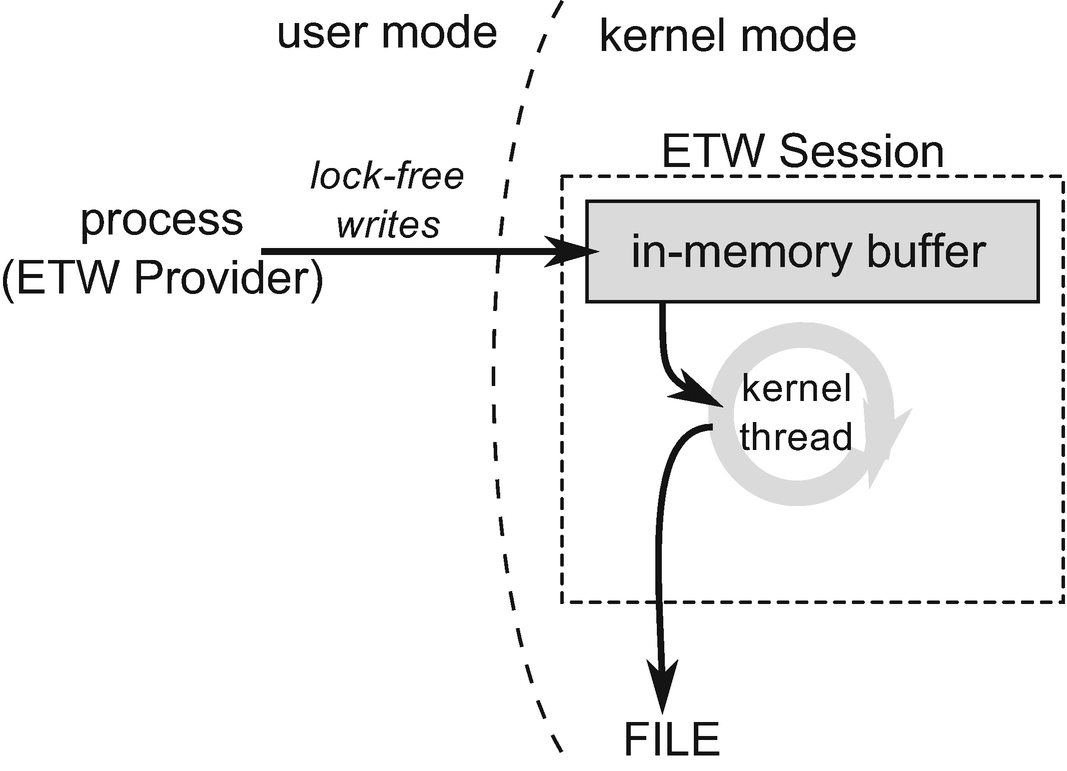 user mode
kernel mode
ETW Session
lock-free
writes
process
(ETW Provider)
in-memory buffer
kernel
thread
FILE